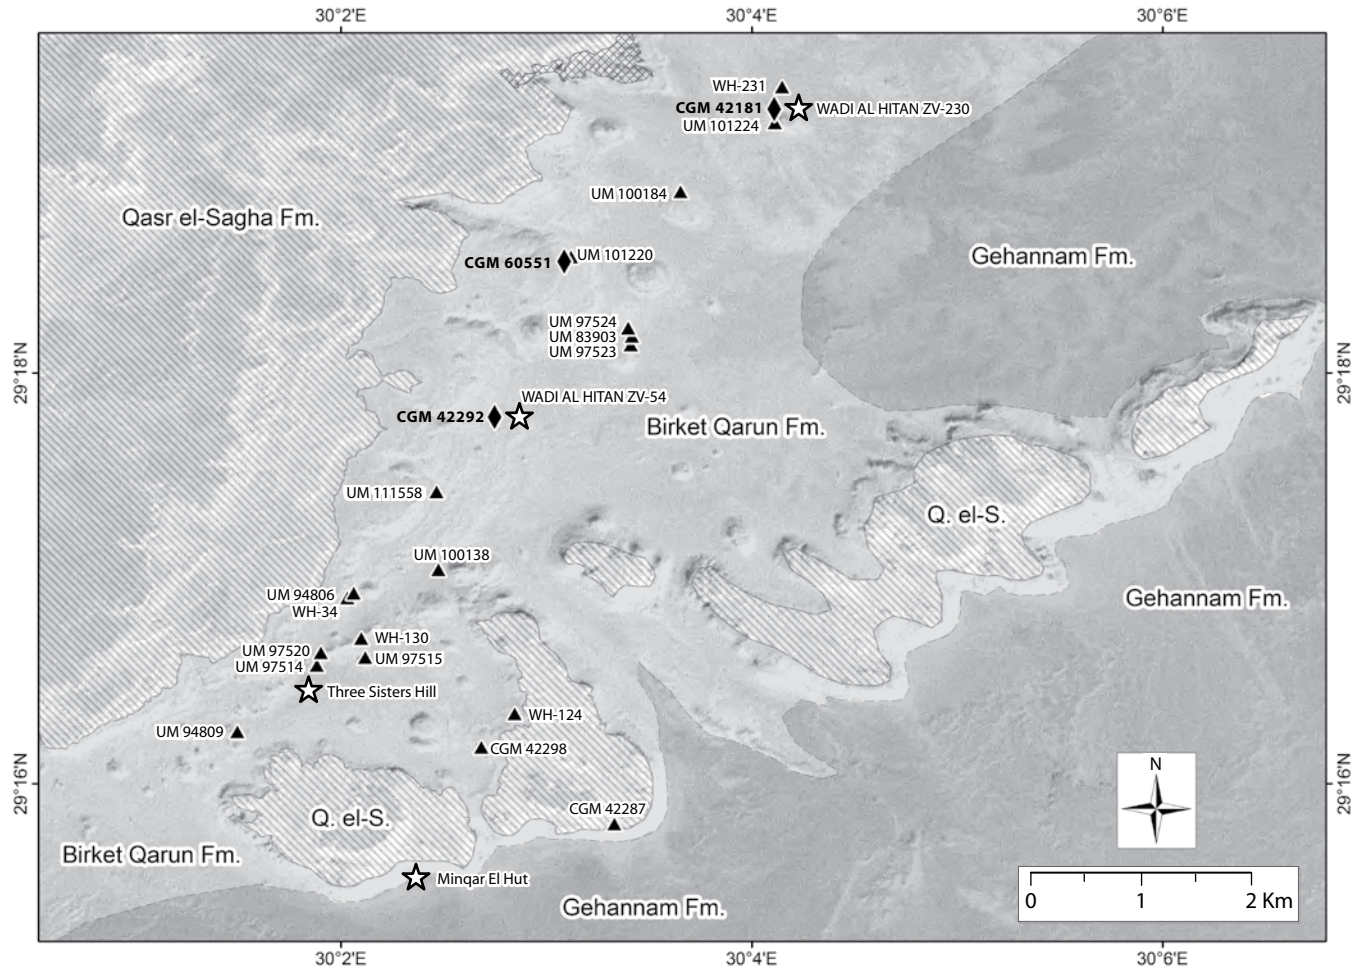 30°2'E
30°4'E
30°6'E
WH-231
CGM 42181
WADI AL HITAN ZV-230
UM 101224
UM 100184
Qasr el-Sagha Fm.
UM 101220
CGM 60551
Gehannam Fm.
UM 97524
UM 83903
UM 97523
29°18'N
29°18'N
WADI AL HITAN ZV-54
CGM 42292
Birket Qarun Fm.
UM 111558
Q. el-S.
UM 100138
UM 94806
WH-34
Gehannam Fm.
WH-130
UM 97520
UM 97515
UM 97514
Three Sisters Hill
WH-124
UM 94809
CGM 42298
N
29°16'N
29°16'N
CGM 42287
Q. el-S.
Birket Qarun Fm.
Minqar El Hut
Gehannam Fm.
0 1 2 Km
30°2'E
30°4'E
30°6'E